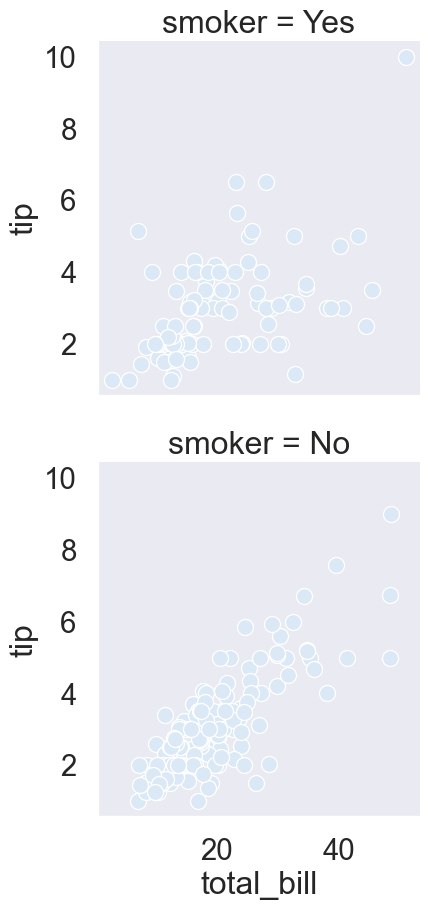 smoker = Yes
10
8
6
4
2
tip
smoker = No
10
8
6
4
2
tip
20 40
total_bill